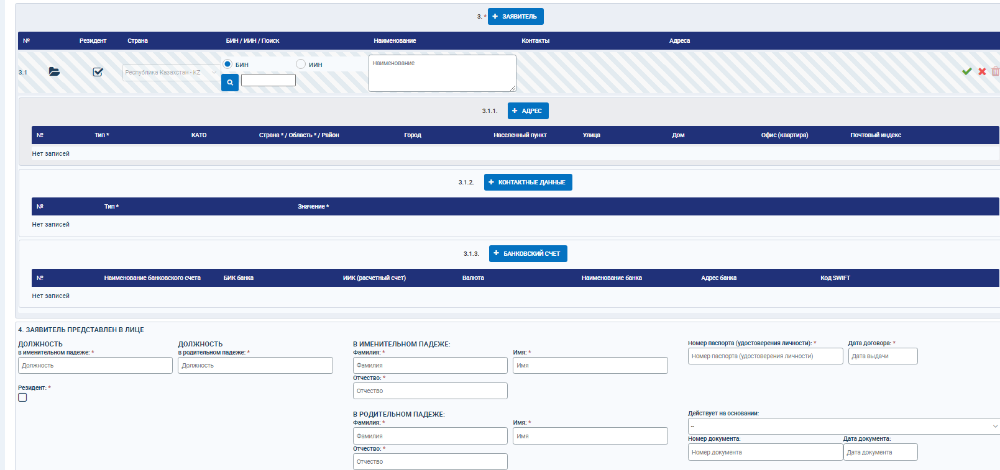 3. * + ЗАЯВИТЕЛЬ
№ Резидент Страна БИН / ИИН / Поиск Наименование Контакты Адреса
3.1 Республика Казахстан - KZ БИН ИИН Наименование
3.1.1. + АДРЕС
№ Тип * КАТО Страна * / Область * / Район Город Населенный пункт Улица Дом Офис (квартира) Почтовый индекс
Нет записей
3.1.2. + КОНТАКТНЫЕ ДАННЫЕ
№ Тип * Значение *
Нет записей
3.1.3. + БАНКОВСКИЙ СЧЕТ
№ Наименование банковского счета БИК банка ИИК (расчетный счет) Валюта Наименование банка Адрес банка Код SWIFT
Нет записей
4. ЗАЯВИТЕЛЬ ПРЕДСТАВЛЕН В ЛИЦЕ
ДОЛЖНОСТЬ
в именительном падеже: *
Должность
Резидент: *
ДОЛЖНОСТЬ
в родительном падеже: *
Должность
В ИМЕНИТЕЛЬНОМ ПАДЕЖЕ:
Фамилия: * Имя: *
Фамилия Имя
Отчество: *
Отчество
В РОДИТЕЛЬНОМ ПАДЕЖЕ:
Фамилия: * Имя: *
Фамилия Имя
Отчество: *
Отчество
Номер паспорта (удостоверения личности): * Дата договора: *
Номер паспорта (удостоверения личности) Дата выдачи
Действует на основании:
--
Номер документа: Дата документа:
Номер документа Дата документа